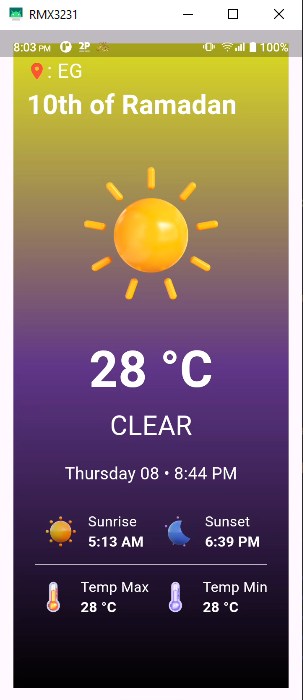 RMX3231
8:03 PM 2P 100%
: EG
10th of Ramadan
28 °C
CLEAR
Thursday 08 • 8:44 PM
Sunrise
5:13 AM
Sunset
6:39 PM
Temp Max
28 °C
Temp Min
28 °C